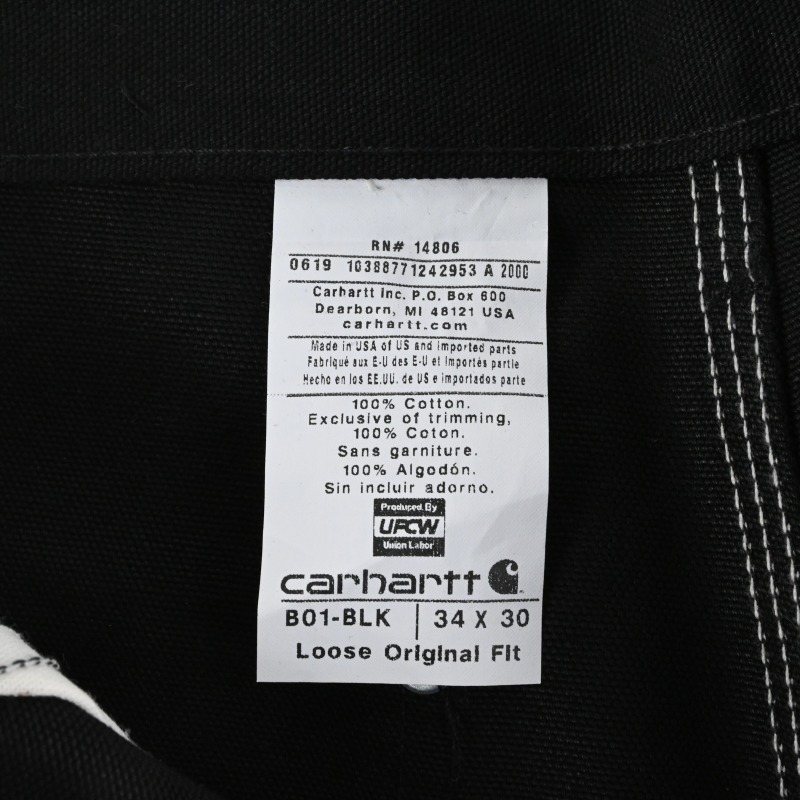 RN# 14806
0619 10388771242953 A 2000
Carhartt Inc. P.O. Box 600
Dearborn, MI 48121 USA
carhartt.com
Made in USA of US and imported parts
Fabriqué aux E-U des E-U et importés partie
Hecho en los EE.UU. de US e importados parte
100% Cotton.
Exclusive of trimming,
100% Coton.
Sans garniture.
100% Algodón.
Sin incluir adorno.
Produced By
UFCW
Union Labor
carhartt
B01-BLK | 34 X 30
Loose Original Fit